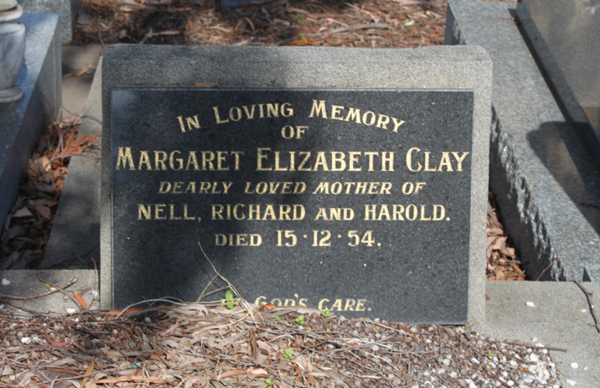 In Loving Memory
OF
Margaret Elizabeth Clay
DEARLY LOVED MOTHER OF
NELL, RICHARD AND HAROLD.
DIED 15·12·54.
God's care.